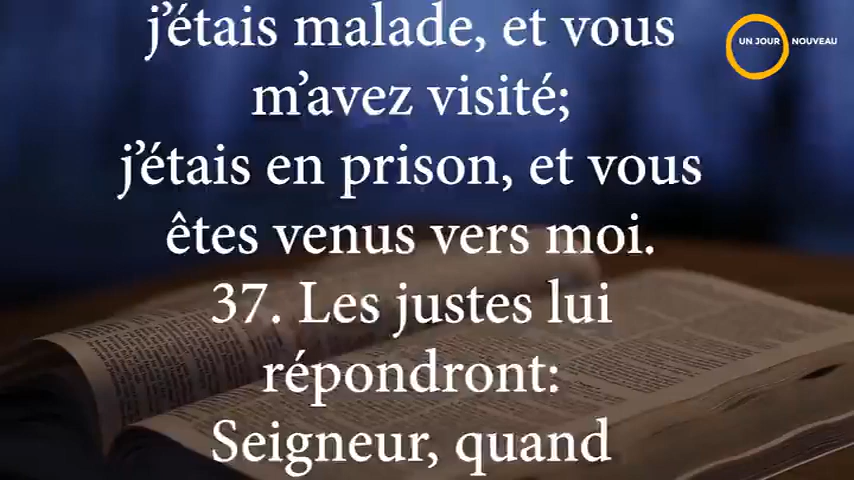 j'étais malade, et vous
m'avez visité;
j'étais en prison, et vous
êtes venus vers moi.
37. Les justes lui
répondront:
Seigneur, quand
UN JOUR NOUVEAU